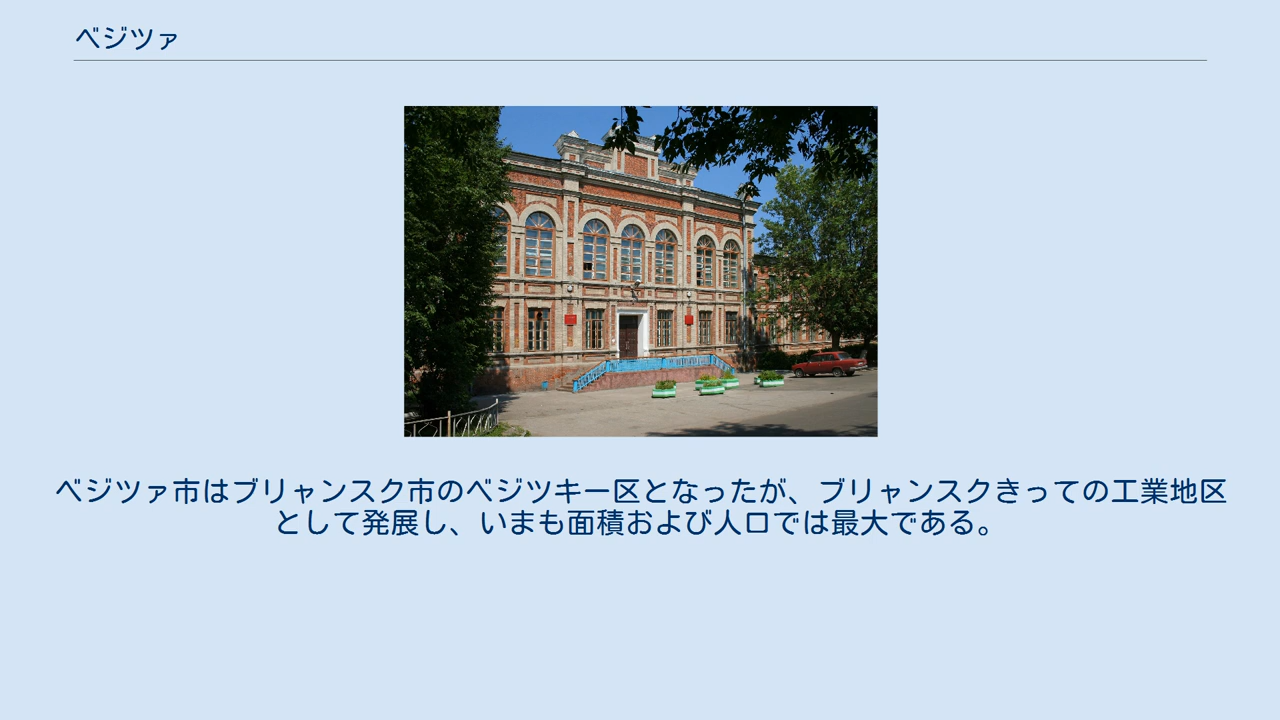 ベジツァ
ベジツァ市はブリャンスク市のベジツキー区となったが、ブリャンスクきっての工業地区
として発展し、いまも面積および人口では最大である。